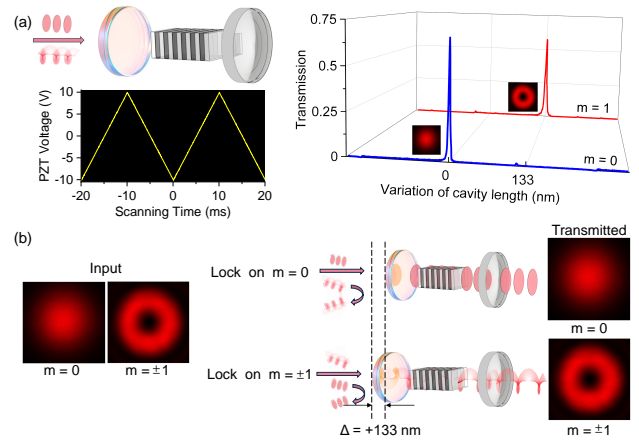 (a)
PZT Voltage (V)
10
5
0
-5
-10
-20
-10
0
10
20
Scanning Time (ms)
Transmission
0.75
0.50
0.25
0
m = 1
m = 0
0
133
Variation of cavity length (nm)
(b)
Input
m = 0
m = ±1
Lock on m = 0
Lock on m = ±1
Δ = +133 nm
Transmitted
m = 0
m = ±1